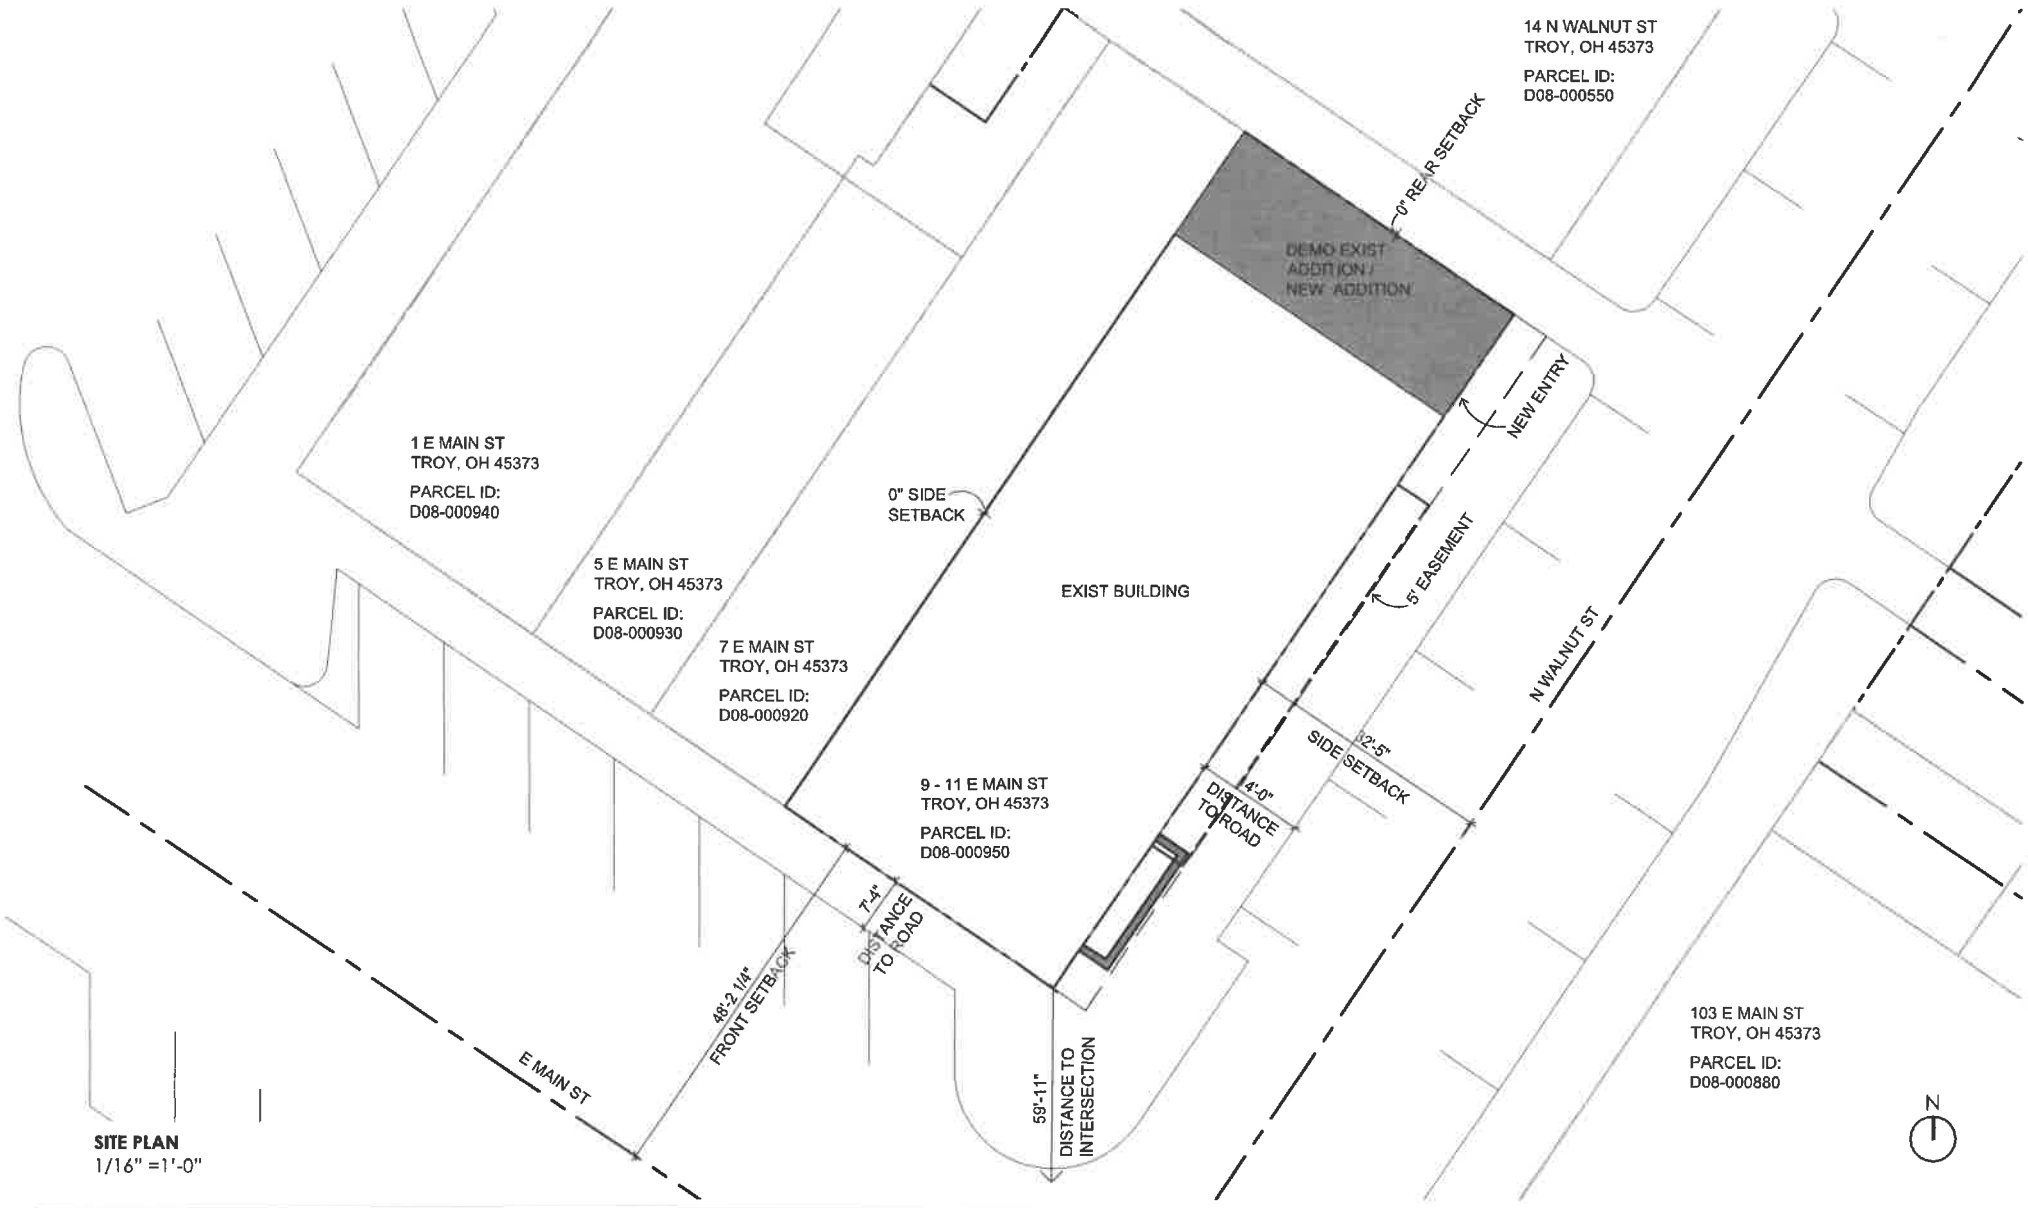 14 N WALNUT ST
TROY, OH 45373
PARCEL ID:
D08-000550
0" REAR SETBACK
DEMO EXIST
ADDITION /
NEW ADDITION
NEW ENTRY
1 E MAIN ST
TROY, OH 45373
PARCEL ID:
D08-000940
0" SIDE
SETBACK
5 E MAIN ST
TROY, OH 45373
PARCEL ID:
D08-000930
EXIST BUILDING
5' EASEMENT
7 E MAIN ST
TROY, OH 45373
PARCEL ID:
D08-000920
N WALNUT ST
32'-5"
SIDE SETBACK
9 - 11 E MAIN ST
TROY, OH 45373
PARCEL ID:
D08-000950
4'-0"
DISTANCE
TO ROAD
7'-4"
DISTANCE
TO ROAD
48'-2 1/4"
FRONT SETBACK
E MAIN ST
59'-11"
DISTANCE TO
INTERSECTION
103 E MAIN ST
TROY, OH 45373
PARCEL ID:
D08-000880
N
SITE PLAN
1/16" =1'-0"